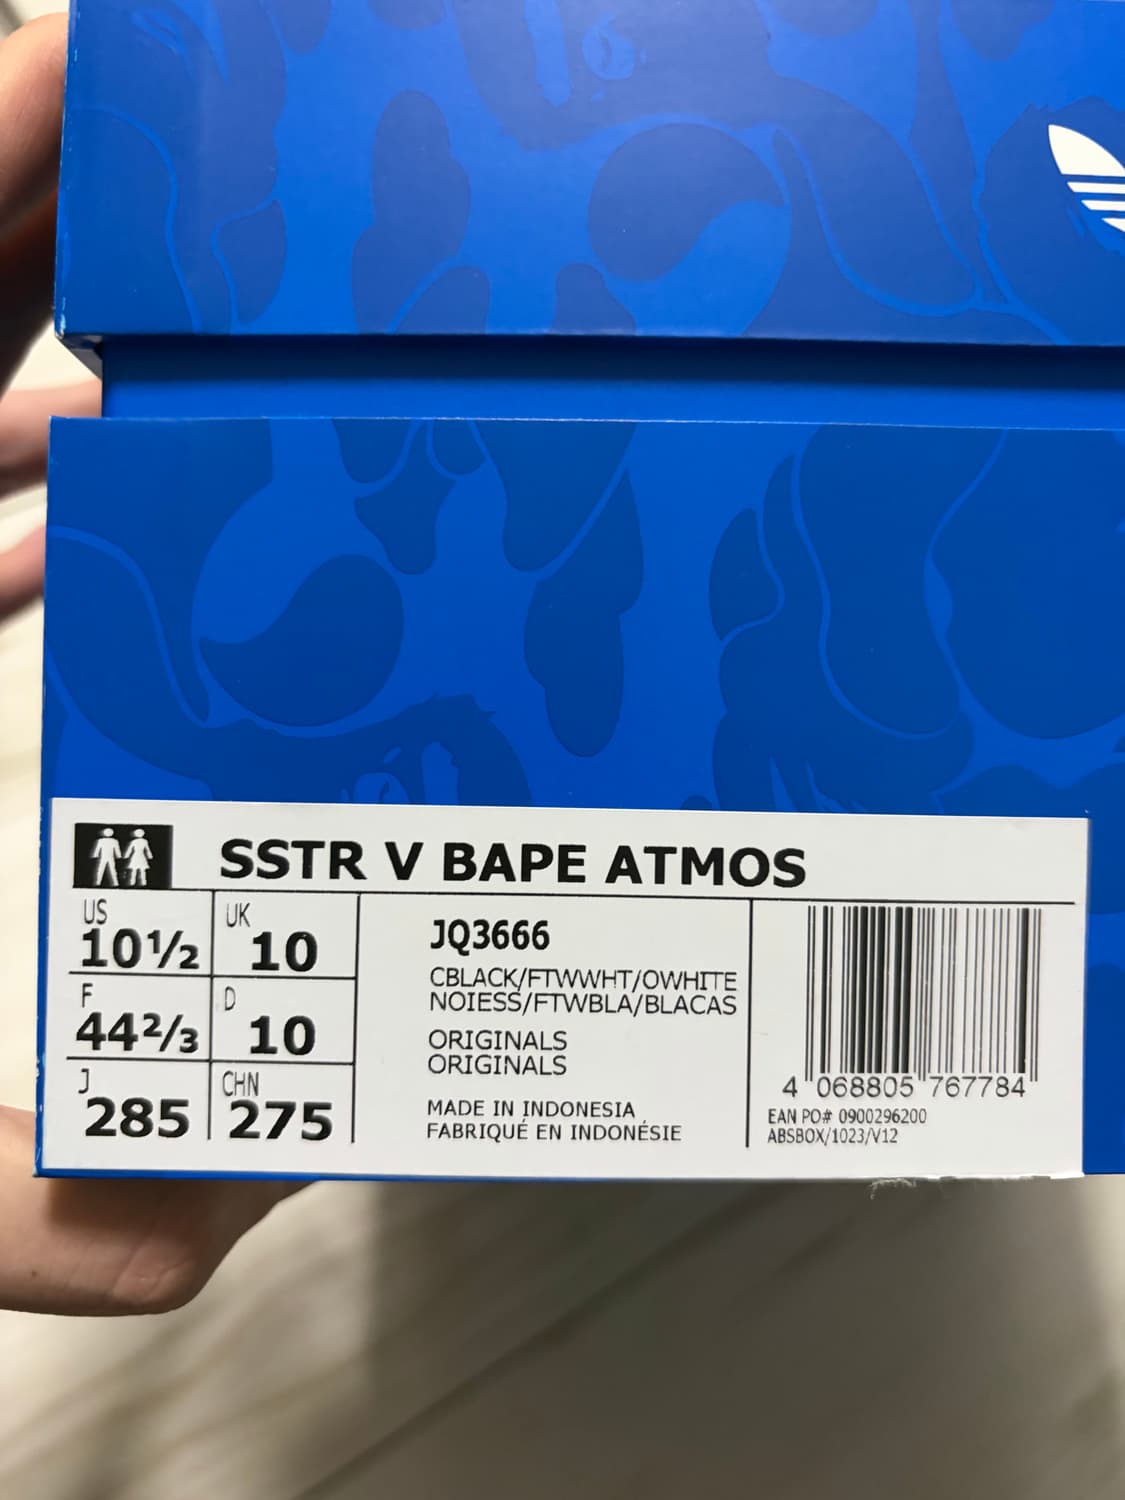 SSTR V BAPE ATMOS
US
10½
UK
10
F
44⅔
D
10
J
285
CHN
275
JQ3666
CBLACK/FTWWHT/OWHITE
NOIESS/FTWBLA/BLACAS
ORIGINALS
ORIGINALS
MADE IN INDONESIA
FABRIQUÉ EN INDONÉSIE
4 068805 767784
EAN PO# 0900296200
ABSBOX/1023/V12